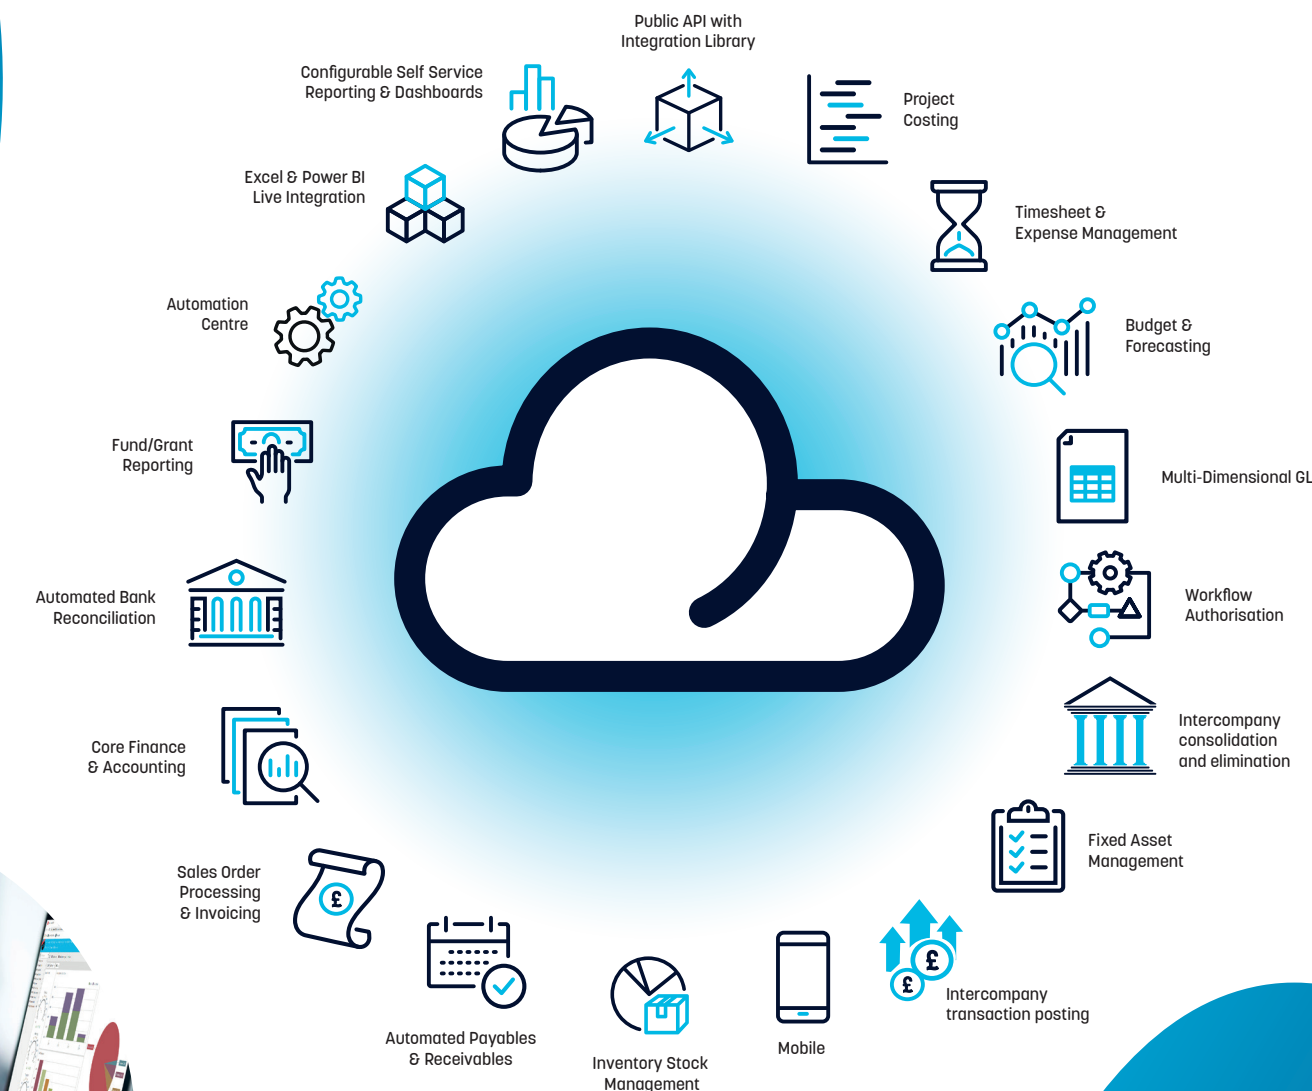 Public API with
Integration Library
Configurable Self Service
Reporting & Dashboards
Project
Costing
Excel & Power BI
Live Integration
Timesheet &
Expense Management
Automation
Centre
Budget &
Forecasting
Fund/Grant
Reporting
Multi-Dimensional GL
Automated Bank
Reconciliation
Workflow
Authorisation
Core Finance
& Accounting
Intercompany
consolidation
and elimination
Fixed Asset
Management
Sales Order
Processing
& Invoicing
£
£
£
Intercompany
transaction posting
Automated Payables
& Receivables
Mobile
Inventory Stock
Management